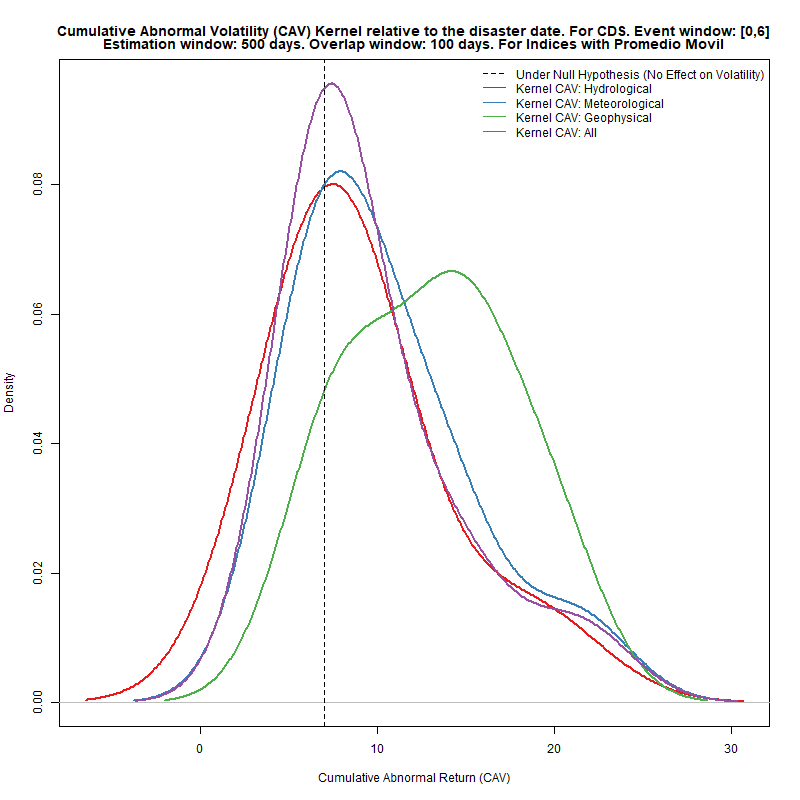 Cumulative Abnormal Volatility (CAV) Kernel relative to the disaster date. For CDS. Event window: [0,6]
Estimation window: 500 days. Overlap window: 100 days. For Indices with Promedio Movil
Under Null Hypothesis (No Effect on Volatility)
Kernel CAV: Hydrological
Kernel CAV: Meteorological
Kernel CAV: Geophysical
Kernel CAV: All
Density
0.08
0.06
0.04
0.02
0.00
0 10 20 30
Cumulative Abnormal Return (CAV)